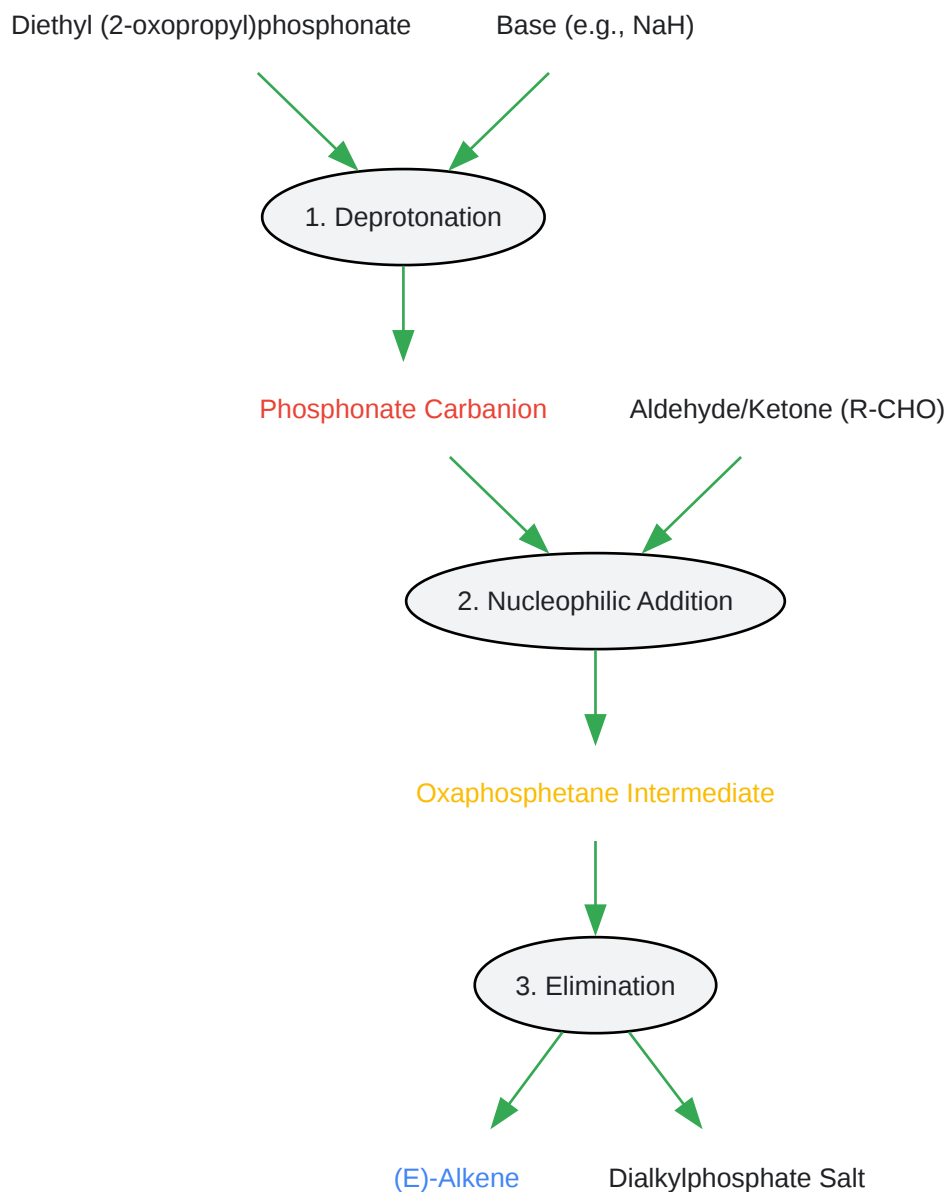 Diethyl (2-oxopropyl)phosphonate
Base (e.g., NaH)
1. Deprotonation
Phosphonate Carbanion
Aldehyde/Ketone (R-CHO)
2. Nucleophilic Addition
Oxaphosphetane Intermediate
3. Elimination
(E)-Alkene
Dialkylphosphate Salt